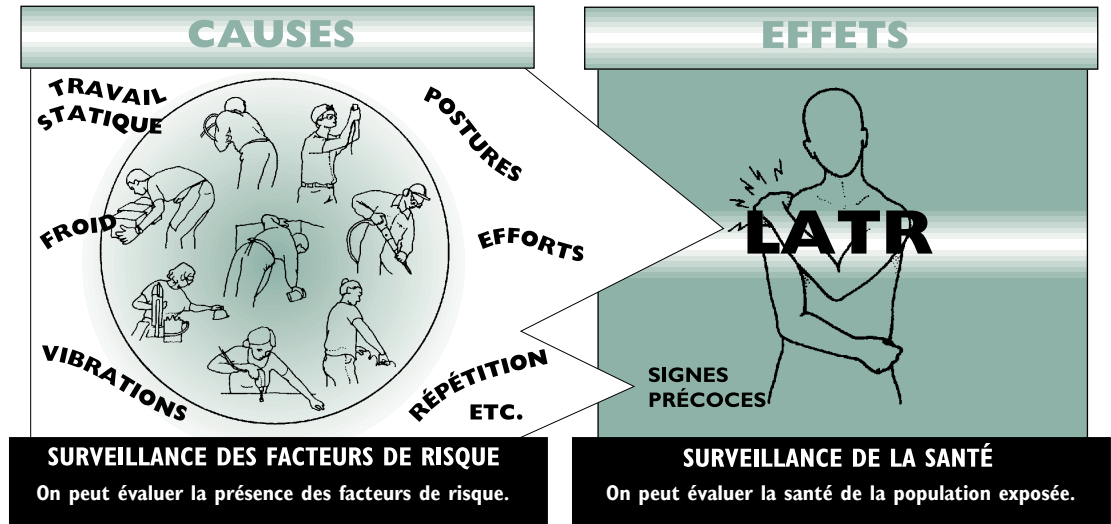 CAUSES
TRAVAIL
STATIQUE
POSTURES
FROID
EFFORTS
VIBRATIONS
RÉPÉTITION
ETC.
SURVEILLANCE DES FACTEURS DE RISQUE
On peut évaluer la présence des facteurs de risque.
EFFETS
LATR
SIGNES
PRÉCOCES
SURVEILLANCE DE LA SANTÉ
On peut évaluer la santé de la population exposée.